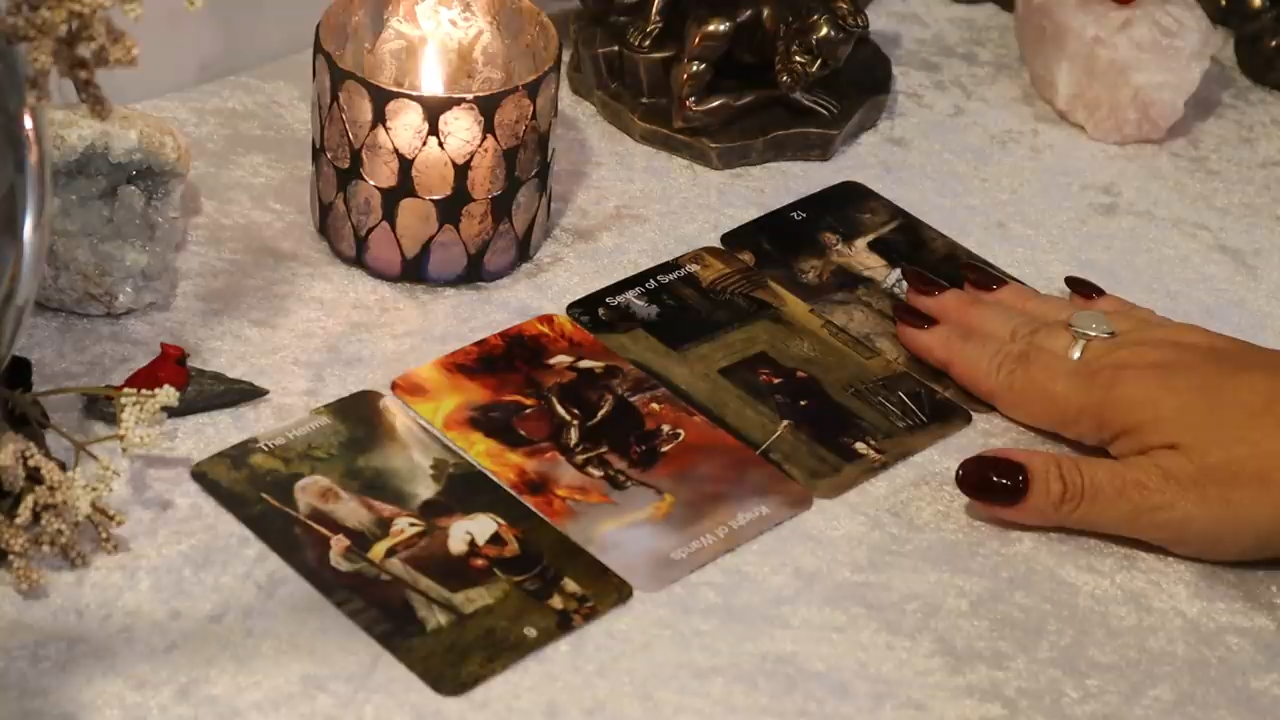 The Hermit
9
Knight of Wands
Seven of Swords
12